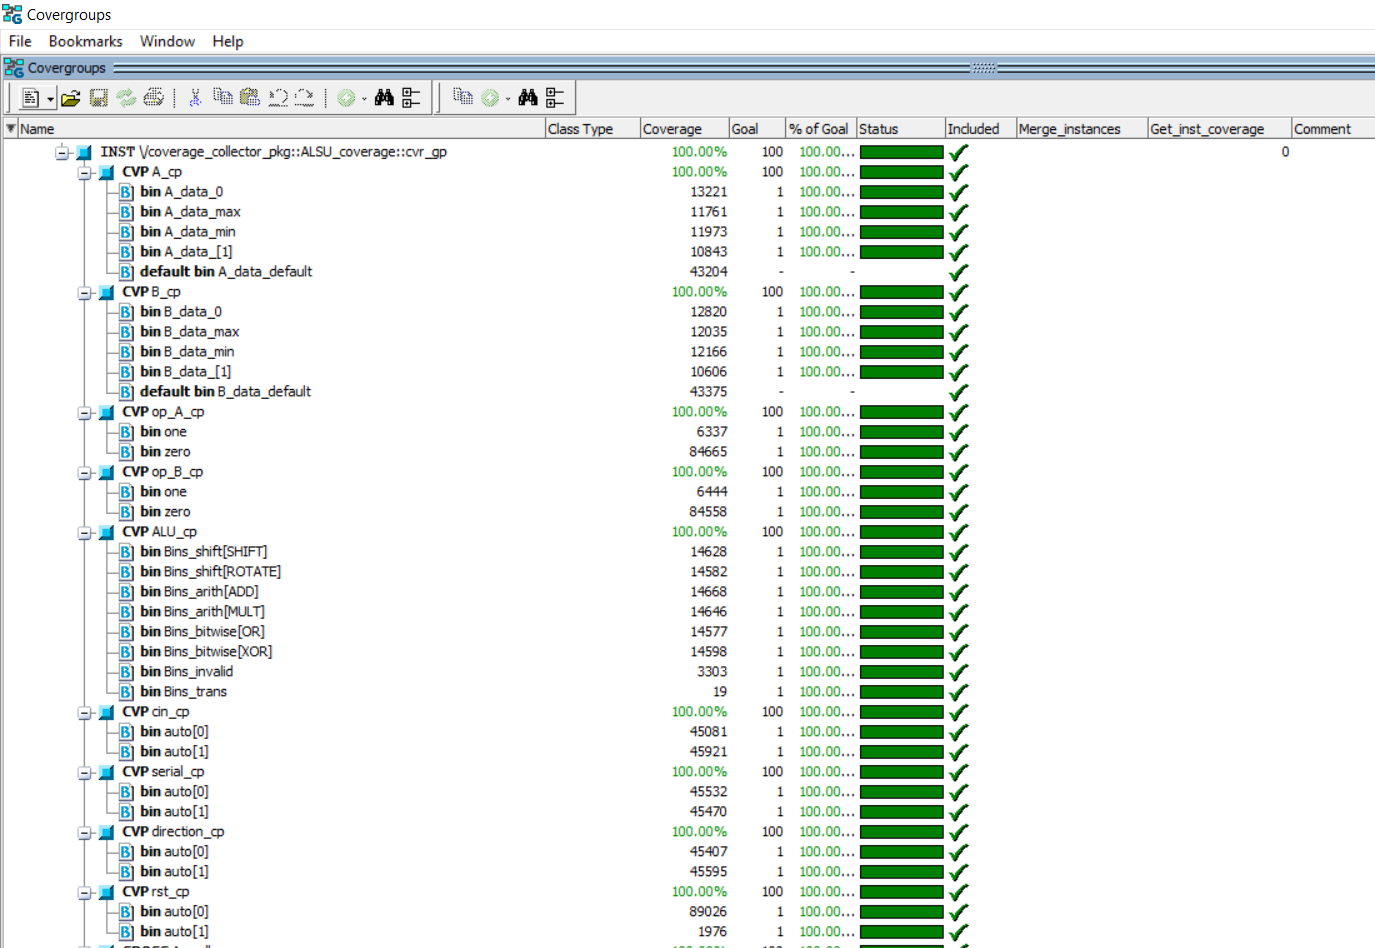 Covergroups
File Bookmarks Window Help
Covergroups
Name Class Type Coverage Goal % of Goal Status Included Merge_instances Get_inst_coverage Comment
INST \/coverage_collector_pkg::ALSU_coverage::cvr_gp 100.00% 100 100.00... 0
CVP A_cp 100.00% 100 100.00...
B] bin A_data_0 13221 1 100.00...
B] bin A_data_max 11761 1 100.00...
B] bin A_data_min 11973 1 100.00...
B] bin A_data_[1] 10843 1 100.00...
B] default bin A_data_default 43204 - -
CVP B_cp 100.00% 100 100.00...
B] bin B_data_0 12820 1 100.00...
B] bin B_data_max 12035 1 100.00...
B] bin B_data_min 12166 1 100.00...
B] bin B_data_[1] 10606 1 100.00...
B] default bin B_data_default 43375 - -
CVP op_A_cp 100.00% 100 100.00...
B] bin one 6337 1 100.00...
B] bin zero 84665 1 100.00...
CVP op_B_cp 100.00% 100 100.00...
B] bin one 6444 1 100.00...
B] bin zero 84558 1 100.00...
CVP ALU_cp 100.00% 100 100.00...
B] bin Bins_shift[SHIFT] 14628 1 100.00...
B] bin Bins_shift[ROTATE] 14582 1 100.00...
B] bin Bins_arith[ADD] 14668 1 100.00...
B] bin Bins_arith[MULT] 14646 1 100.00...
B] bin Bins_bitwise[OR] 14577 1 100.00...
B] bin Bins_bitwise[XOR] 14598 1 100.00...
B] bin Bins_invalid 3303 1 100.00...
B] bin Bins_trans 19 1 100.00...
CVP cin_cp 100.00% 100 100.00...
B] bin auto[0] 45081 1 100.00...
B] bin auto[1] 45921 1 100.00...
CVP serial_cp 100.00% 100 100.00...
B] bin auto[0] 45532 1 100.00...
B] bin auto[1] 45470 1 100.00...
CVP direction_cp 100.00% 100 100.00...
B] bin auto[0] 45407 1 100.00...
B] bin auto[1] 45595 1 100.00...
CVP rst_cp 100.00% 100 100.00...
B] bin auto[0] 89026 1 100.00...
B] bin auto[1] 1976 1 100.00...